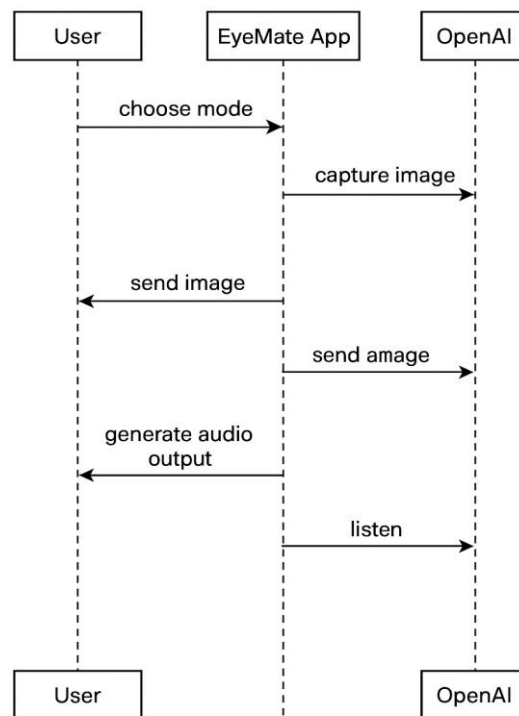 User
EyeMate App
OpenAI
choose mode
capture image
send image
send amage
generate audio
output
listen
User
OpenAI